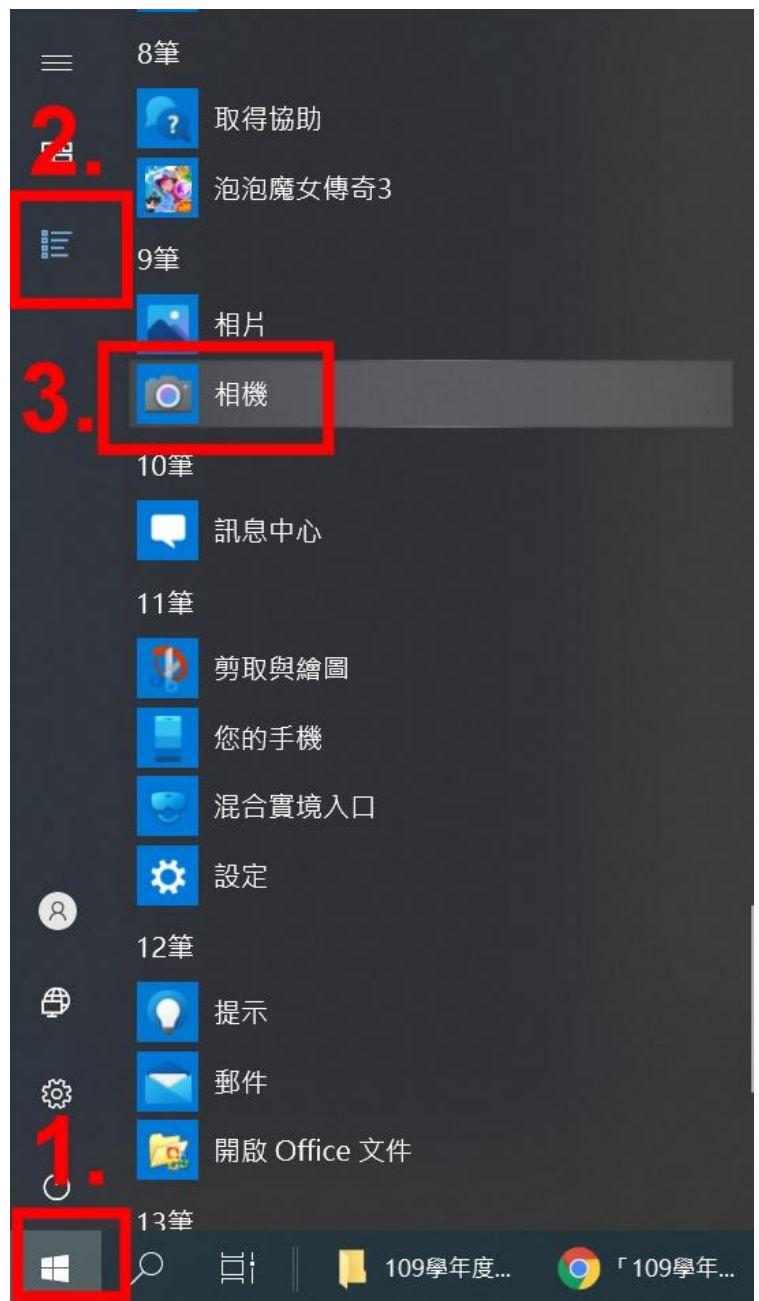 8筆
取得協助
2.
泡泡魔女傳奇3
9筆
相片
3.
相機
10筆
訊息中心
11筆
剪取與繪圖
您的手機
混合實境入口
設定
12筆
提示
郵件
1.
開啟 Office 文件
13筆
109學年度...
「109學年...